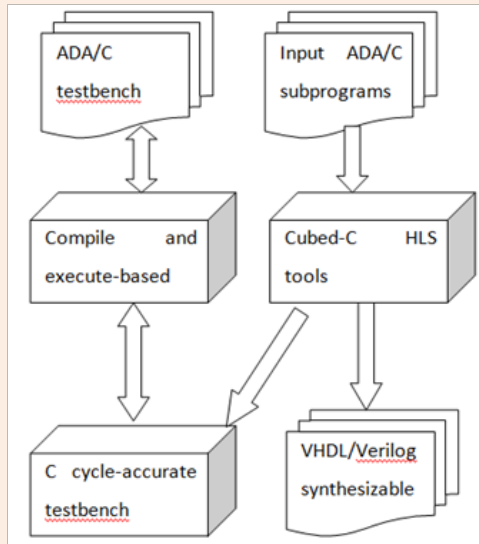 ADA/C
testbench
Input ADA/C
subprograms
Compile and
execute-based
Cubed-C HLS
tools
C cycle-accurate
testbench
VHDL/Verilog
synthesizable